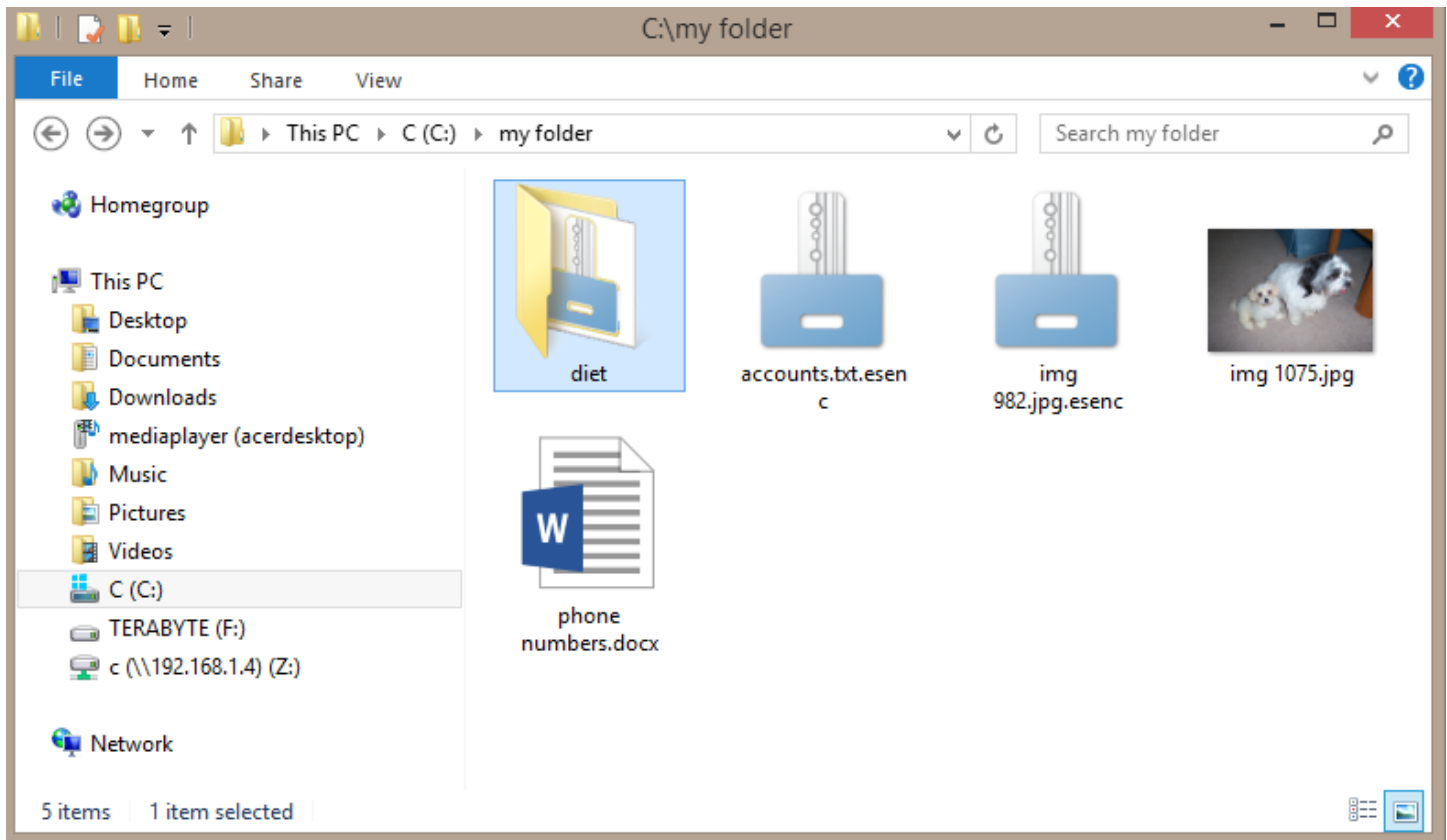 C:\my folder
File Home Share View
This PC C (C:) my folder Search my folder
Homegroup
This PC
Desktop
Documents
Downloads
mediaplayer (acerdesktop)
Music
Pictures
Videos
C (C:)
TERABYTE (F:)
c (\\192.168.1.4) (Z:)
Network
diet
accounts.txt.esen
c
img
982.jpg.esenc
img 1075.jpg
W
phone
numbers.docx
5 items 1 item selected